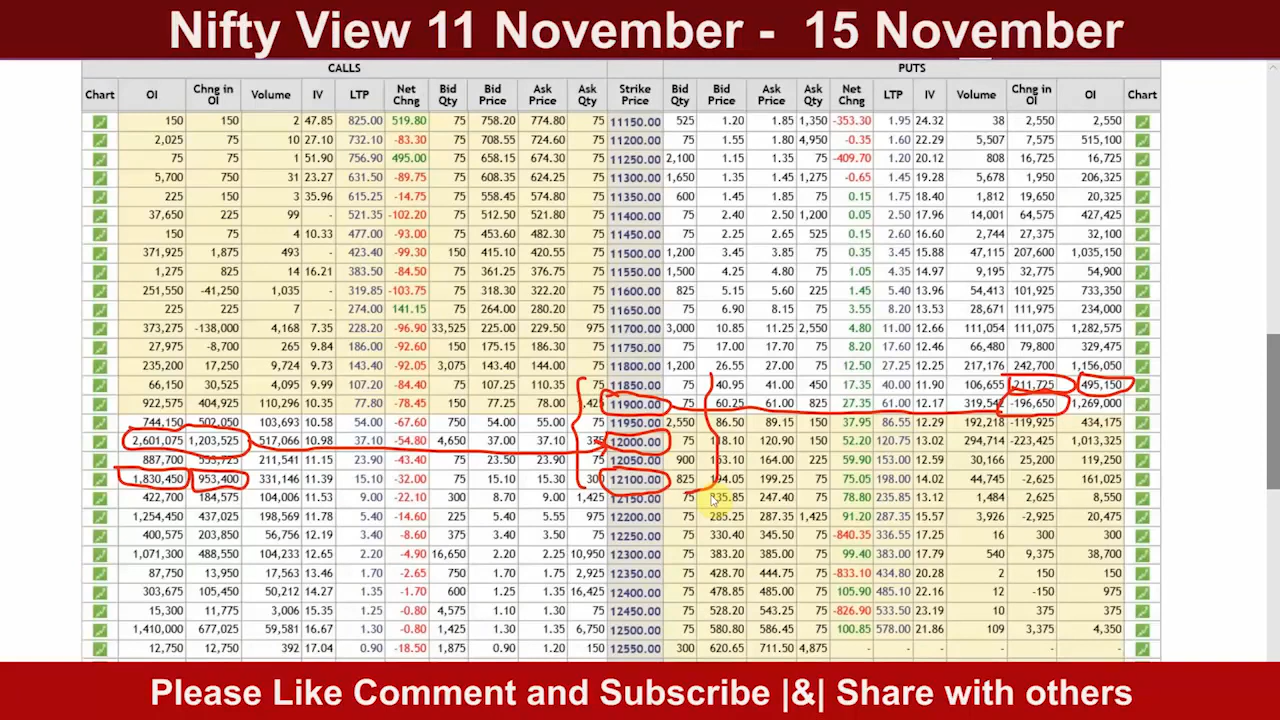 Nifty View 11 November - 15 November
CALLS PUTS
Chart OI Chng in OI Volume IV LTP Net Chng Bid Qty Bid Price Ask Price Ask Qty Strike Price Bid Qty Bid Price Ask Price Ask Qty Net Chng LTP IV Volume Chng in OI OI Chart
150 150 2 47.85 825.00 519.80 75 758.20 774.80 75 11150.00 525 1.20 1.85 1,350 -353.30 1.95 24.32 38 2,550 2,550
2,025 75 10 27.10 732.10 -83.30 75 708.55 724.60 75 11200.00 75 1.55 1.80 4,950 -0.35 1.60 22.29 5,507 7,575 515,100
75 75 1 51.90 756.90 495.00 75 658.15 674.30 75 11250.00 2,100 1.15 1.35 75 -409.70 1.20 20.12 808 16,725 16,725
5,700 750 31 23.27 631.50 -89.75 75 608.35 624.25 75 11300.00 1,650 1.35 1.45 1,275 -0.65 1.45 19.28 5,678 1,950 206,325
225 225 3 35.96 615.25 -14.75 75 558.45 574.80 75 11350.00 600 1.45 1.85 75 0.15 1.75 18.40 1,812 19,650 20,325
37,650 225 99 - 521.35 -102.20 75 512.50 521.80 75 11400.00 75 2.40 2.50 1,200 0.05 2.50 17.96 14,001 64,575 427,425
150 75 4 10.33 477.00 -93.00 75 453.60 482.30 75 11450.00 75 2.25 2.65 525 0.15 2.60 16.60 2,744 27,375 32,100
371,925 1,875 493 - 423.40 -99.30 150 415.10 420.55 75 11500.00 1,200 3.45 3.85 75 0.35 3.45 15.88 47,115 207,600 1,035,150
1,275 825 14 16.21 383.50 -84.50 75 361.25 376.75 75 11550.00 1,500 4.25 4.80 75 1.05 4.35 14.97 9,195 32,775 54,900
251,550 -41,250 1,035 - 319.85 -103.75 75 318.30 322.20 75 11600.00 825 5.15 5.60 225 1.45 5.40 13.96 54,413 101,925 733,350
225 225 7 - 274.00 141.15 75 264.00 280.20 75 11650.00 75 6.90 8.15 75 3.55 8.20 13.53 28,671 111,975 234,000
373,275 -138,000 4,168 7.35 228.20 -96.90 33,525 225.00 229.50 975 11700.00 3,000 10.85 11.25 2,550 4.80 11.00 12.66 111,054 111,075 1,282,575
27,975 -8,700 265 9.84 186.00 -92.60 150 175.15 186.30 75 11750.00 75 17.00 17.70 75 8.20 17.60 12.46 66,480 79,800 329,475
235,200 17,250 9,724 9.73 143.40 -92.05 3,075 143.40 144.00 75 11800.00 1,200 26.55 27.00 75 12.50 27.25 12.25 217,176 242,700 1,156,050
66,150 30,525 4,095 9.99 107.20 -84.40 75 107.25 110.35 75 11850.00 75 40.95 41.00 450 17.35 40.00 11.90 106,655 211,725 495,150
922,575 404,925 110,296 10.35 77.80 -78.45 150 77.25 78.00 11900.00 75 60.25 61.00 825 27.35 61.00 12.17 -196,650 1,269,000
744,150 502,050 103,693 10.58 54.00 -67.60 750 54.00 55.00 75 11950.00 2,550 86.50 89.15 150 37.95 86.55 12.29 192,218 -119,925 434,175
2,601,075 1,203,525 517,066 10.98 37.10 -54.80 4,650 37.00 37.10 12000.00 75 120.90 150 52.20 120.75 13.02 294,714 -223,425 1,013,325
887,700 211,541 11.15 23.90 -43.40 75 23.50 23.90 75 12050.00 900 164.00 225 59.90 153.00 12.59 30,166 25,200 119,250
1,830,450 953,400 331,146 11.39 15.10 -32.00 75 15.10 15.30 300 12100.00 825 199.25 75 75.05 198.00 14.02 44,745 -2,625 161,025
422,700 184,575 104,006 11.53 9.00 -22.10 300 8.70 9.00 1,425 12150.00 75 247.40 75 78.80 235.85 13.12 1,484 2,625 8,550
1,254,450 437,025 198,569 11.78 5.40 -14.60 225 5.40 5.45 975 12200.00 75 285.25 287.35 1,425 91.20 287.35 15.57 3,926 -2,925 20,475
400,575 203,850 56,756 12.19 3.40 -8.60 375 3.40 3.50 75 12250.00 75 330.40 345.50 75 -840.35 336.55 17.25 16 300 300
1,071,300 488,550 104,233 12.65 2.20 -4.90 16,650 2.20 2.25 10,950 12300.00 75 383.20 385.00 75 99.40 383.00 17.79 540 9,375 38,700
87,750 13,950 17,563 13.46 1.70 -2.65 750 1.70 1.75 2,925 12350.00 75 428.70 444.75 75 -833.10 434.80 20.28 2 150 150
303,675 105,450 50,212 14.27 1.35 -1.70 600 1.25 1.35 16,425 12400.00 75 478.85 485.00 75 105.90 485.10 22.16 12 -150 975
15,300 11,775 3,006 15.35 1.25 -0.80 4,575 1.10 1.30 75 12450.00 75 528.20 543.25 75 -826.90 533.50 23.19 10 375 375
1,410,000 677,025 59,581 16.67 1.30 -0.80 1,425 1.30 1.35 6,750 12500.00 75 580.80 586.45 75 100.85 578.00 21.86 109 3,375 4,350
12,750 12,750 392 17.04 0.90 -18.50 1,875 0.90 1.20 150 12550.00 300 620.65 711.50 4,875 - - - - - -
Please Like Comment and Subscribe |&| Share with others